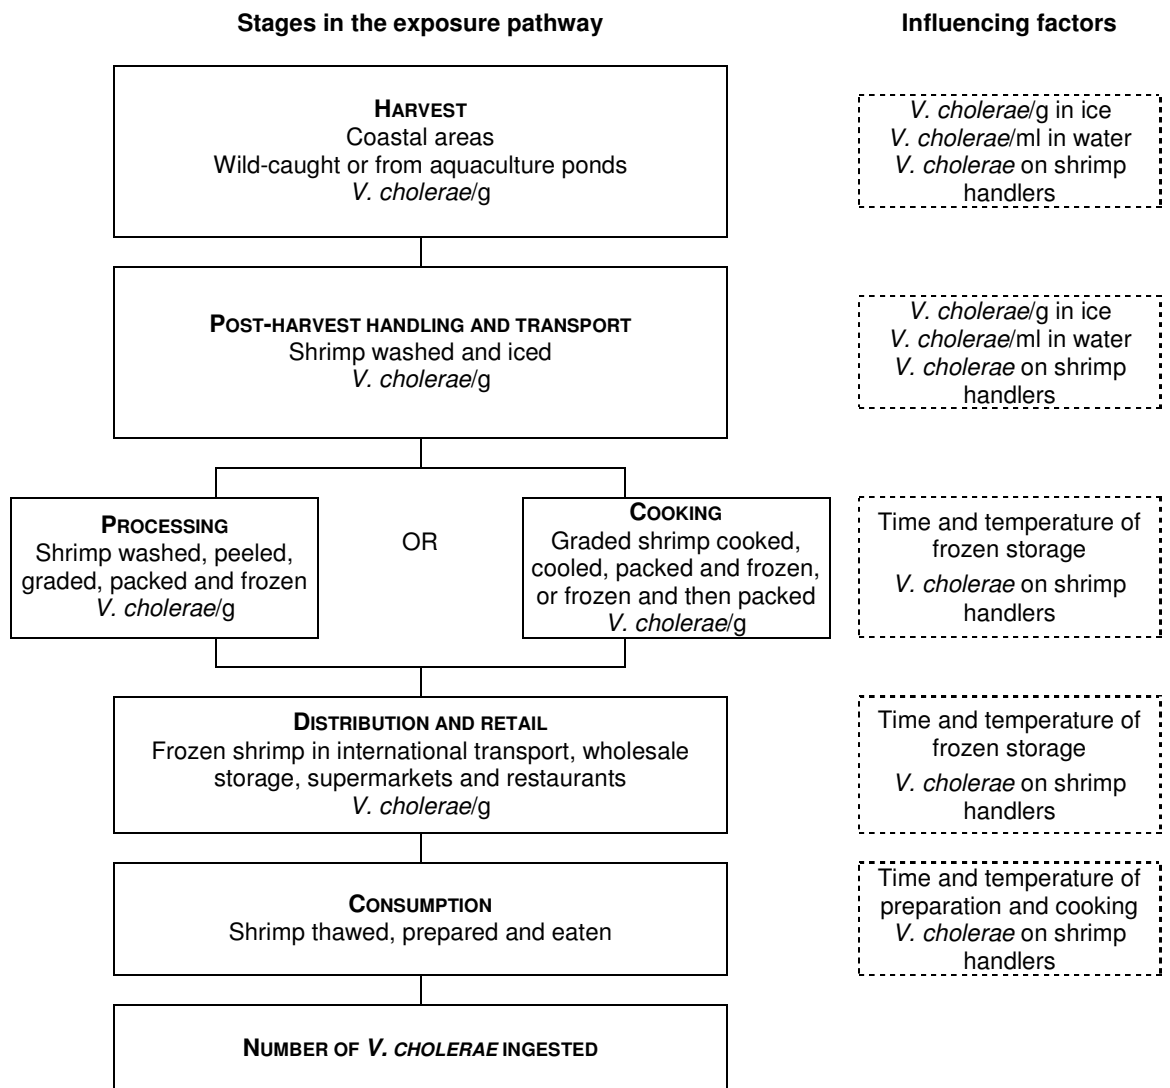 Stages in the exposure pathway
Influencing factors
HARVEST
Coastal areas
Wild-caught or from aquaculture ponds
V. cholerae/g
V. cholerae/g in ice
V. cholerae/ml in water
V. cholerae on shrimp
handlers
POST-HARVEST HANDLING AND TRANSPORT
Shrimp washed and iced
V. cholerae/g
V. cholerae/g in ice
V. cholerae/ml in water
V. cholerae on shrimp
handlers
PROCESSING
Shrimp washed, peeled,
graded, packed and frozen
V. cholerae/g
OR
COOKING
Graded shrimp cooked,
cooled, packed and frozen,
or frozen and then packed
V. cholerae/g
Time and temperature of
frozen storage
V. cholerae on shrimp
handlers
DISTRIBUTION AND RETAIL
Frozen shrimp in international transport, wholesale
storage, supermarkets and restaurants
V. cholerae/g
Time and temperature of
frozen storage
V. cholerae on shrimp
handlers
CONSUMPTION
Shrimp thawed, prepared and eaten
Time and temperature of
preparation and cooking
V. cholerae on shrimp
handlers
NUMBER OF V. CHOLERAE INGESTED